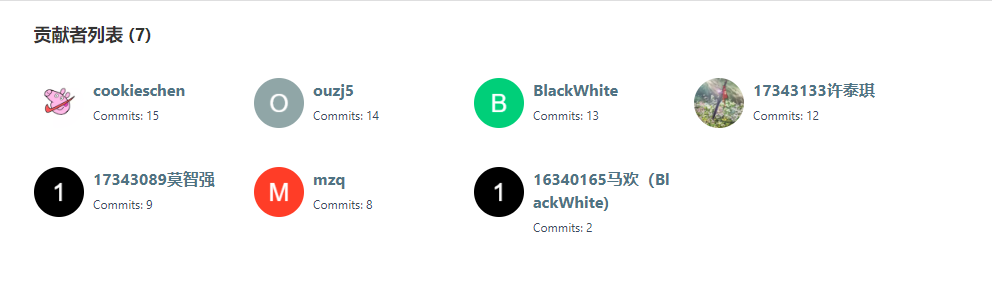 贡献者列表 (7)
cookieschen
Commits: 15
O
ouzj5
Commits: 14
B
BlackWhite
Commits: 13
17343133许泰琪
Commits: 12
1
17343089莫智强
Commits: 9
M
mzq
Commits: 8
1
16340165马欢（Bl
ackWhite)
Commits: 2